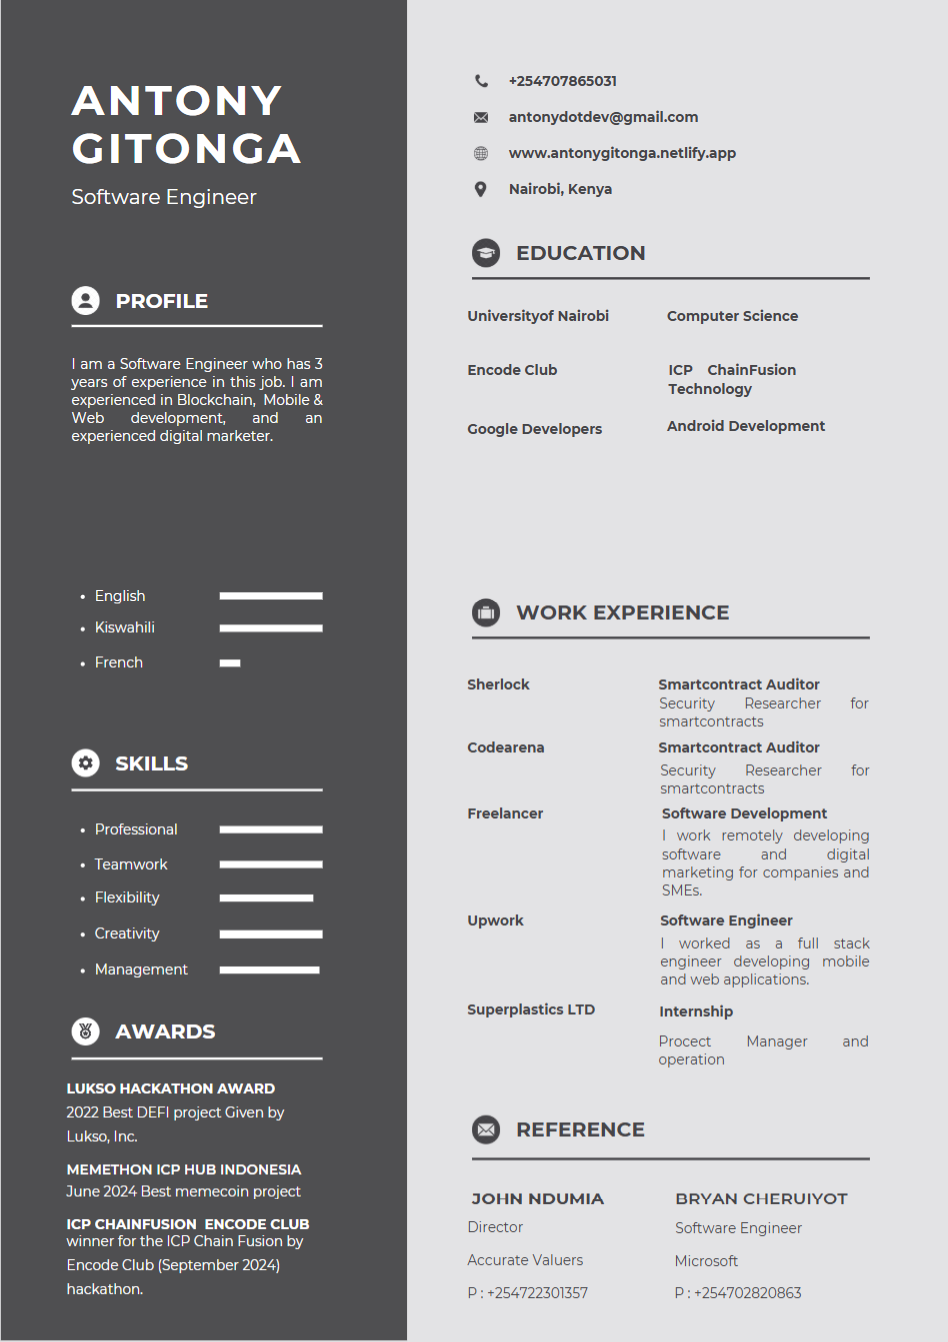 ANTONY
GITONGA
Software Engineer
PROFILE
I am a Software Engineer who has 3
years of experience in this job. I am
experienced in Blockchain, Mobile &
Web development, and an
experienced digital marketer.
• English
• Kiswahili
• French
SKILLS
• Professional
• Teamwork
• Flexibility
• Creativity
• Management
AWARDS
LUKSO HACKATHON AWARD
2022 Best DEFI project Given by
Lukso, Inc.
MEMETHON ICP HUB INDONESIA
June 2024 Best memecoin project
ICP CHAINFUSION ENCODE CLUB
winner for the ICP Chain Fusion by
Encode Club (September 2024)
hackathon.
+254707865031
antonydotdev@gmail.com
www.antonygitonga.netlify.app
Nairobi, Kenya
EDUCATION
Universityof Nairobi Computer Science
Encode Club ICP ChainFusion
Technology
Google Developers Android Development
WORK EXPERIENCE
Sherlock Smartcontract Auditor
Security Researcher for
smartcontracts
Codearena Smartcontract Auditor
Security Researcher for
smartcontracts
Freelancer Software Development
I work remotely developing
software and digital
marketing for companies and
SMEs.
Upwork Software Engineer
I worked as a full stack
engineer developing mobile
and web applications.
Superplastics LTD Internship
Procect Manager and
operation
REFERENCE
JOHN NDUMIA
Director
Accurate Valuers
P : +254722301357
BRYAN CHERUIYOT
Software Engineer
Microsoft
P : +254702820863